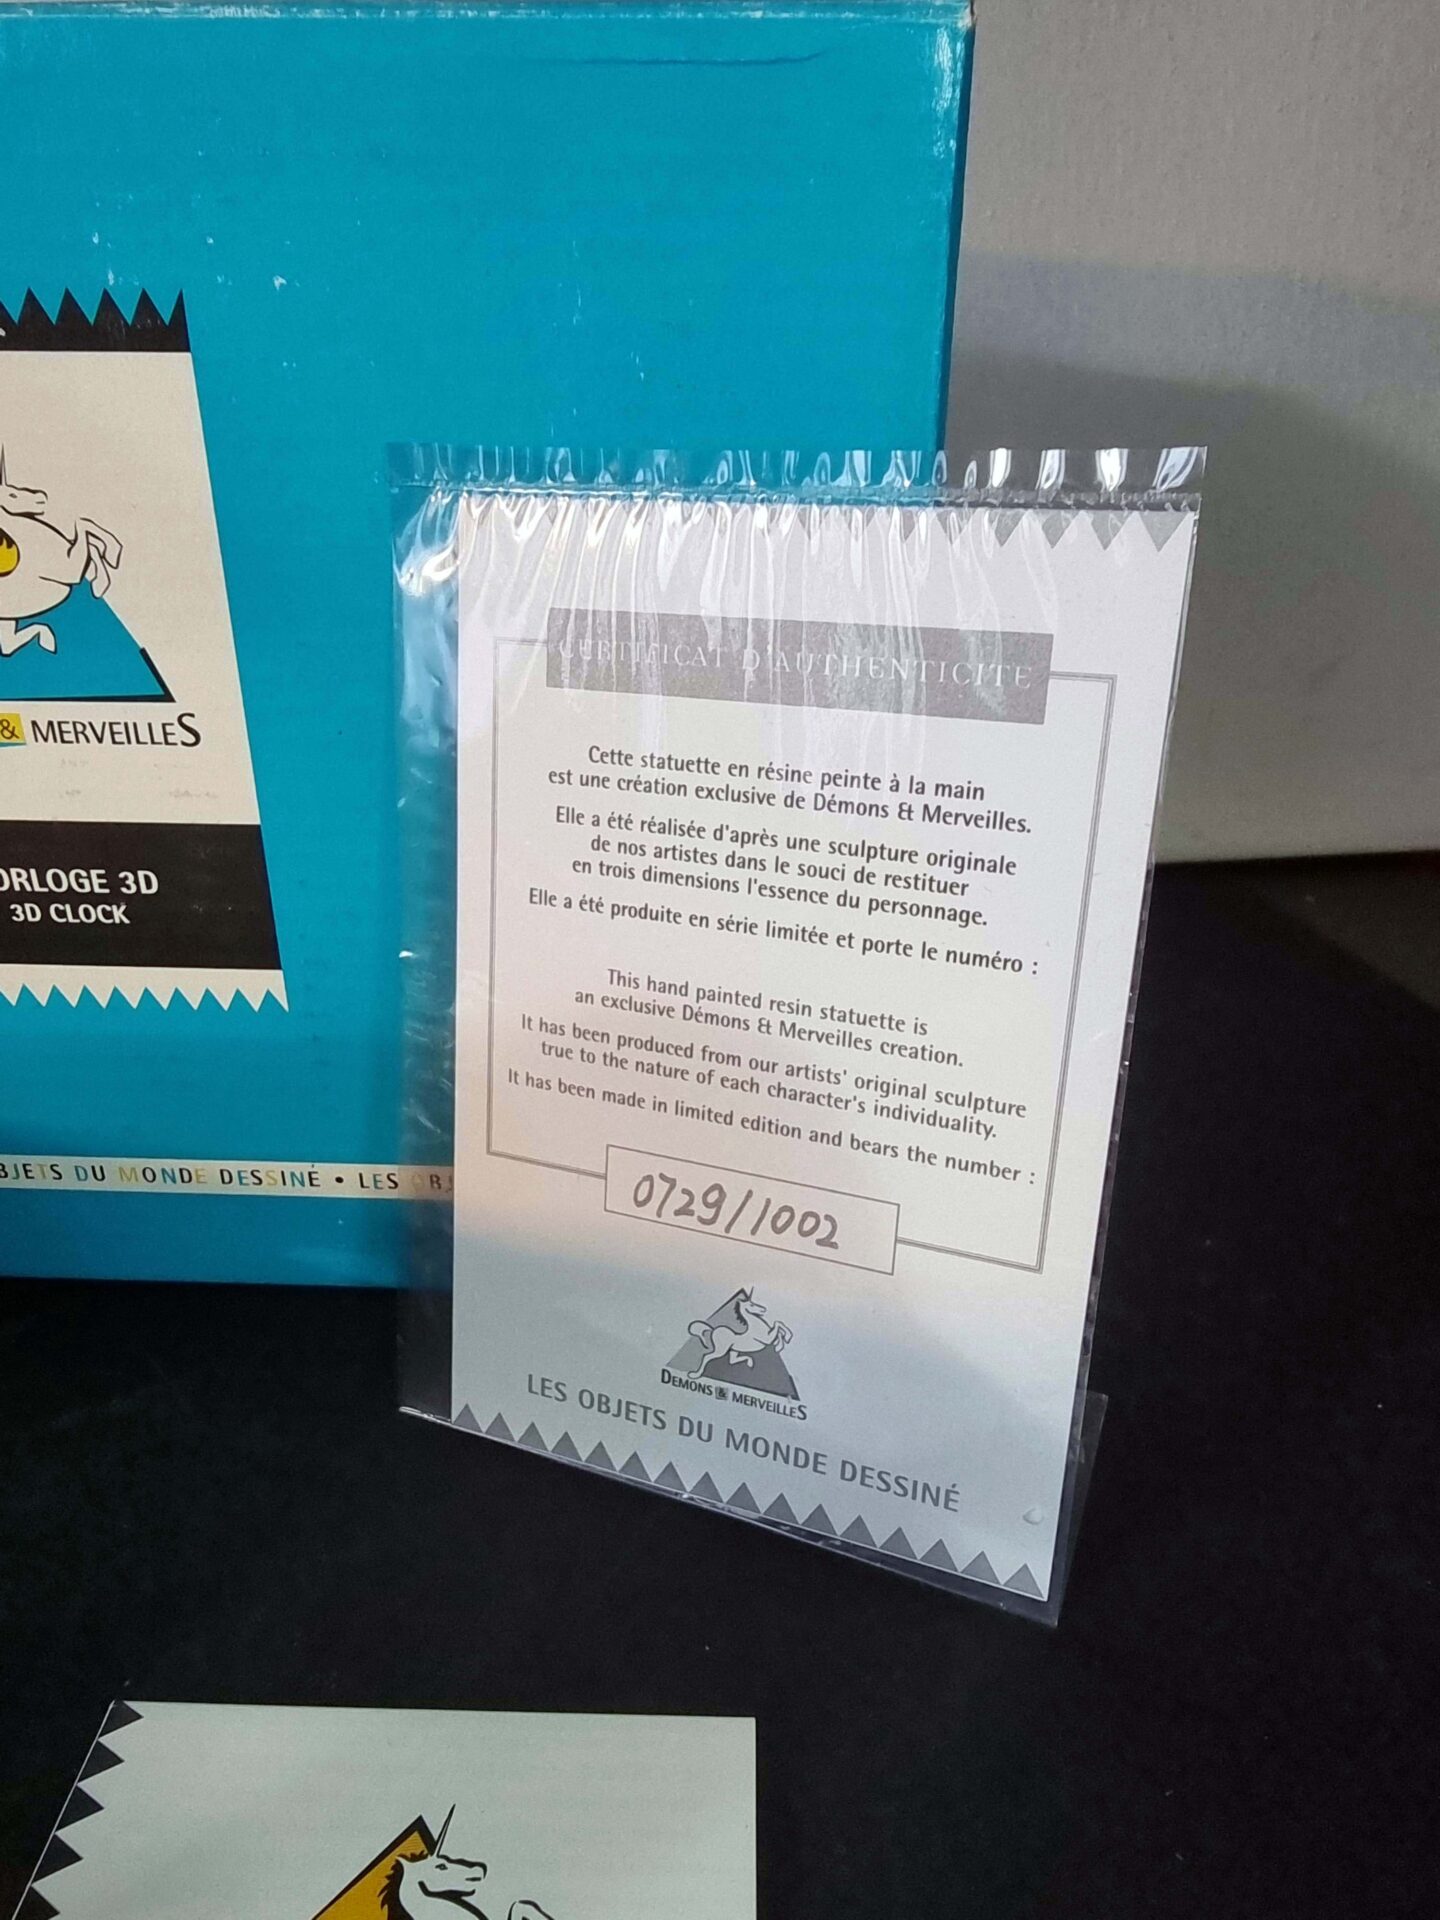 & MERVEILLES
ORLOGE 3D
3D CLOCK
BJETS DU MONDE DESSINÉ • LES OBJ
CERTIFICAT D'AUTHENTICITE
Cette statuette en résine peinte à la main
est une création exclusive de Démons & Merveilles.
Elle a été réalisée d'après une sculpture originale
de nos artistes dans le souci de restituer
en trois dimensions l'essence du personnage.
Elle a été produite en série limitée et porte le numéro :
This hand painted resin statuette is
an exclusive Démons & Merveilles creation.
It has been produced from our artists' original sculpture
true to the nature of each character's individuality.
It has been made in limited edition and bears the number :
0729/1002
DEMONS & MERVEILLES
LES OBJETS DU MONDE DESSINÉ